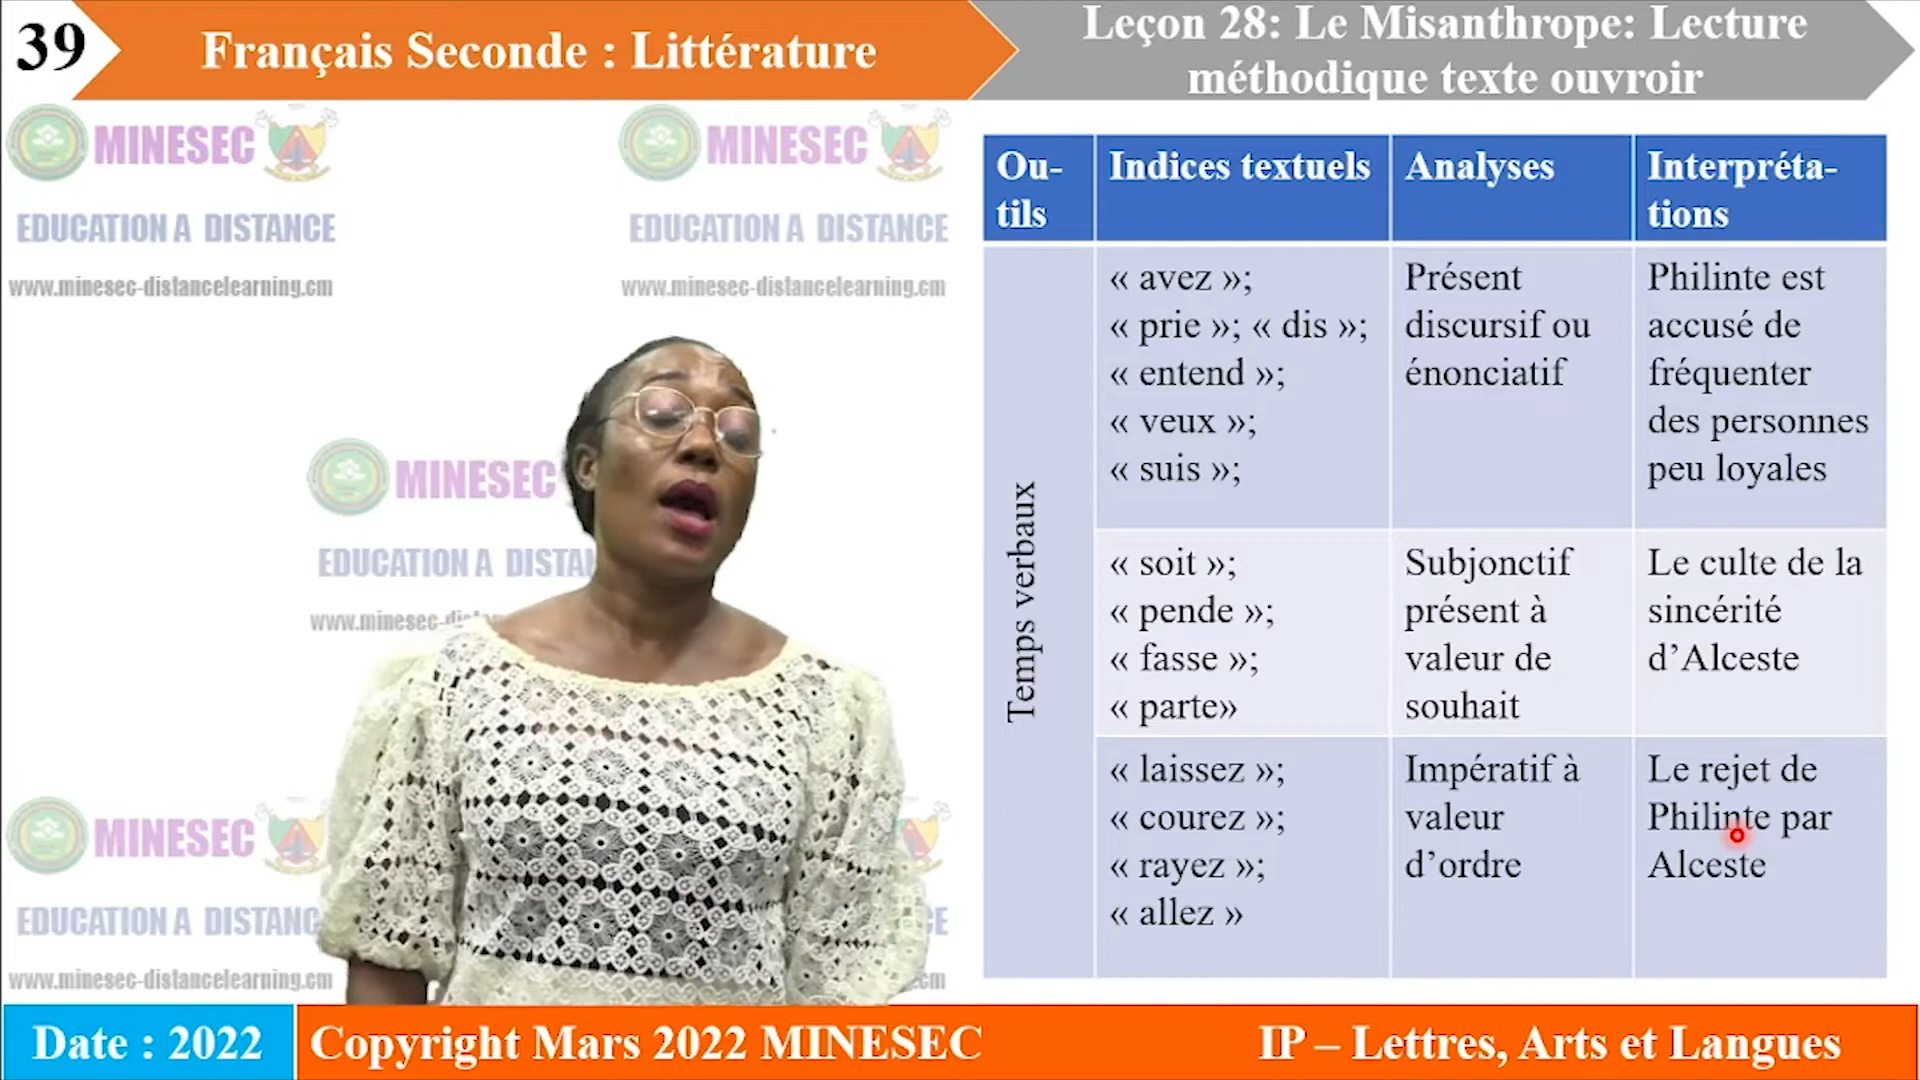 39
Français Seconde : Littérature
Leçon 28: Le Misanthrope: Lecture
méthodique texte ouvroir
MINESEC
EDUCATION A DISTANCE
www.minesec-distancelearning.cm
MINESEC
EDUCATION A DISTANCE
www.minesec-distancelearning.cm
MINESEC
EDUCATION A DISTA
www.minesec-dis
MINESEC
EDUCATION A DISTANC
www.minesec-distancelearning.cm
CE
cm
Ou-
tils
Indices textuels
Analyses
Interpréta-
tions
Temps verbaux
« avez »;
« prie »; « dis »;
« entend »;
« veux »;
« suis »;
Présent
discursif ou
énonciatif
Philinte est
accusé de
fréquenter
des personnes
peu loyales
« soit »;
« pende »;
« fasse »;
« parte»
Subjonctif
présent à
valeur de
souhait
Le culte de la
sincérité
d’Alceste
« laissez »;
« courez »;
« rayez »;
« allez »
Impératif à
valeur
d’ordre
Le rejet de
Philinte par
Alceste
Date : 2022
Copyright Mars 2022 MINESEC
IP – Lettres, Arts et Langues